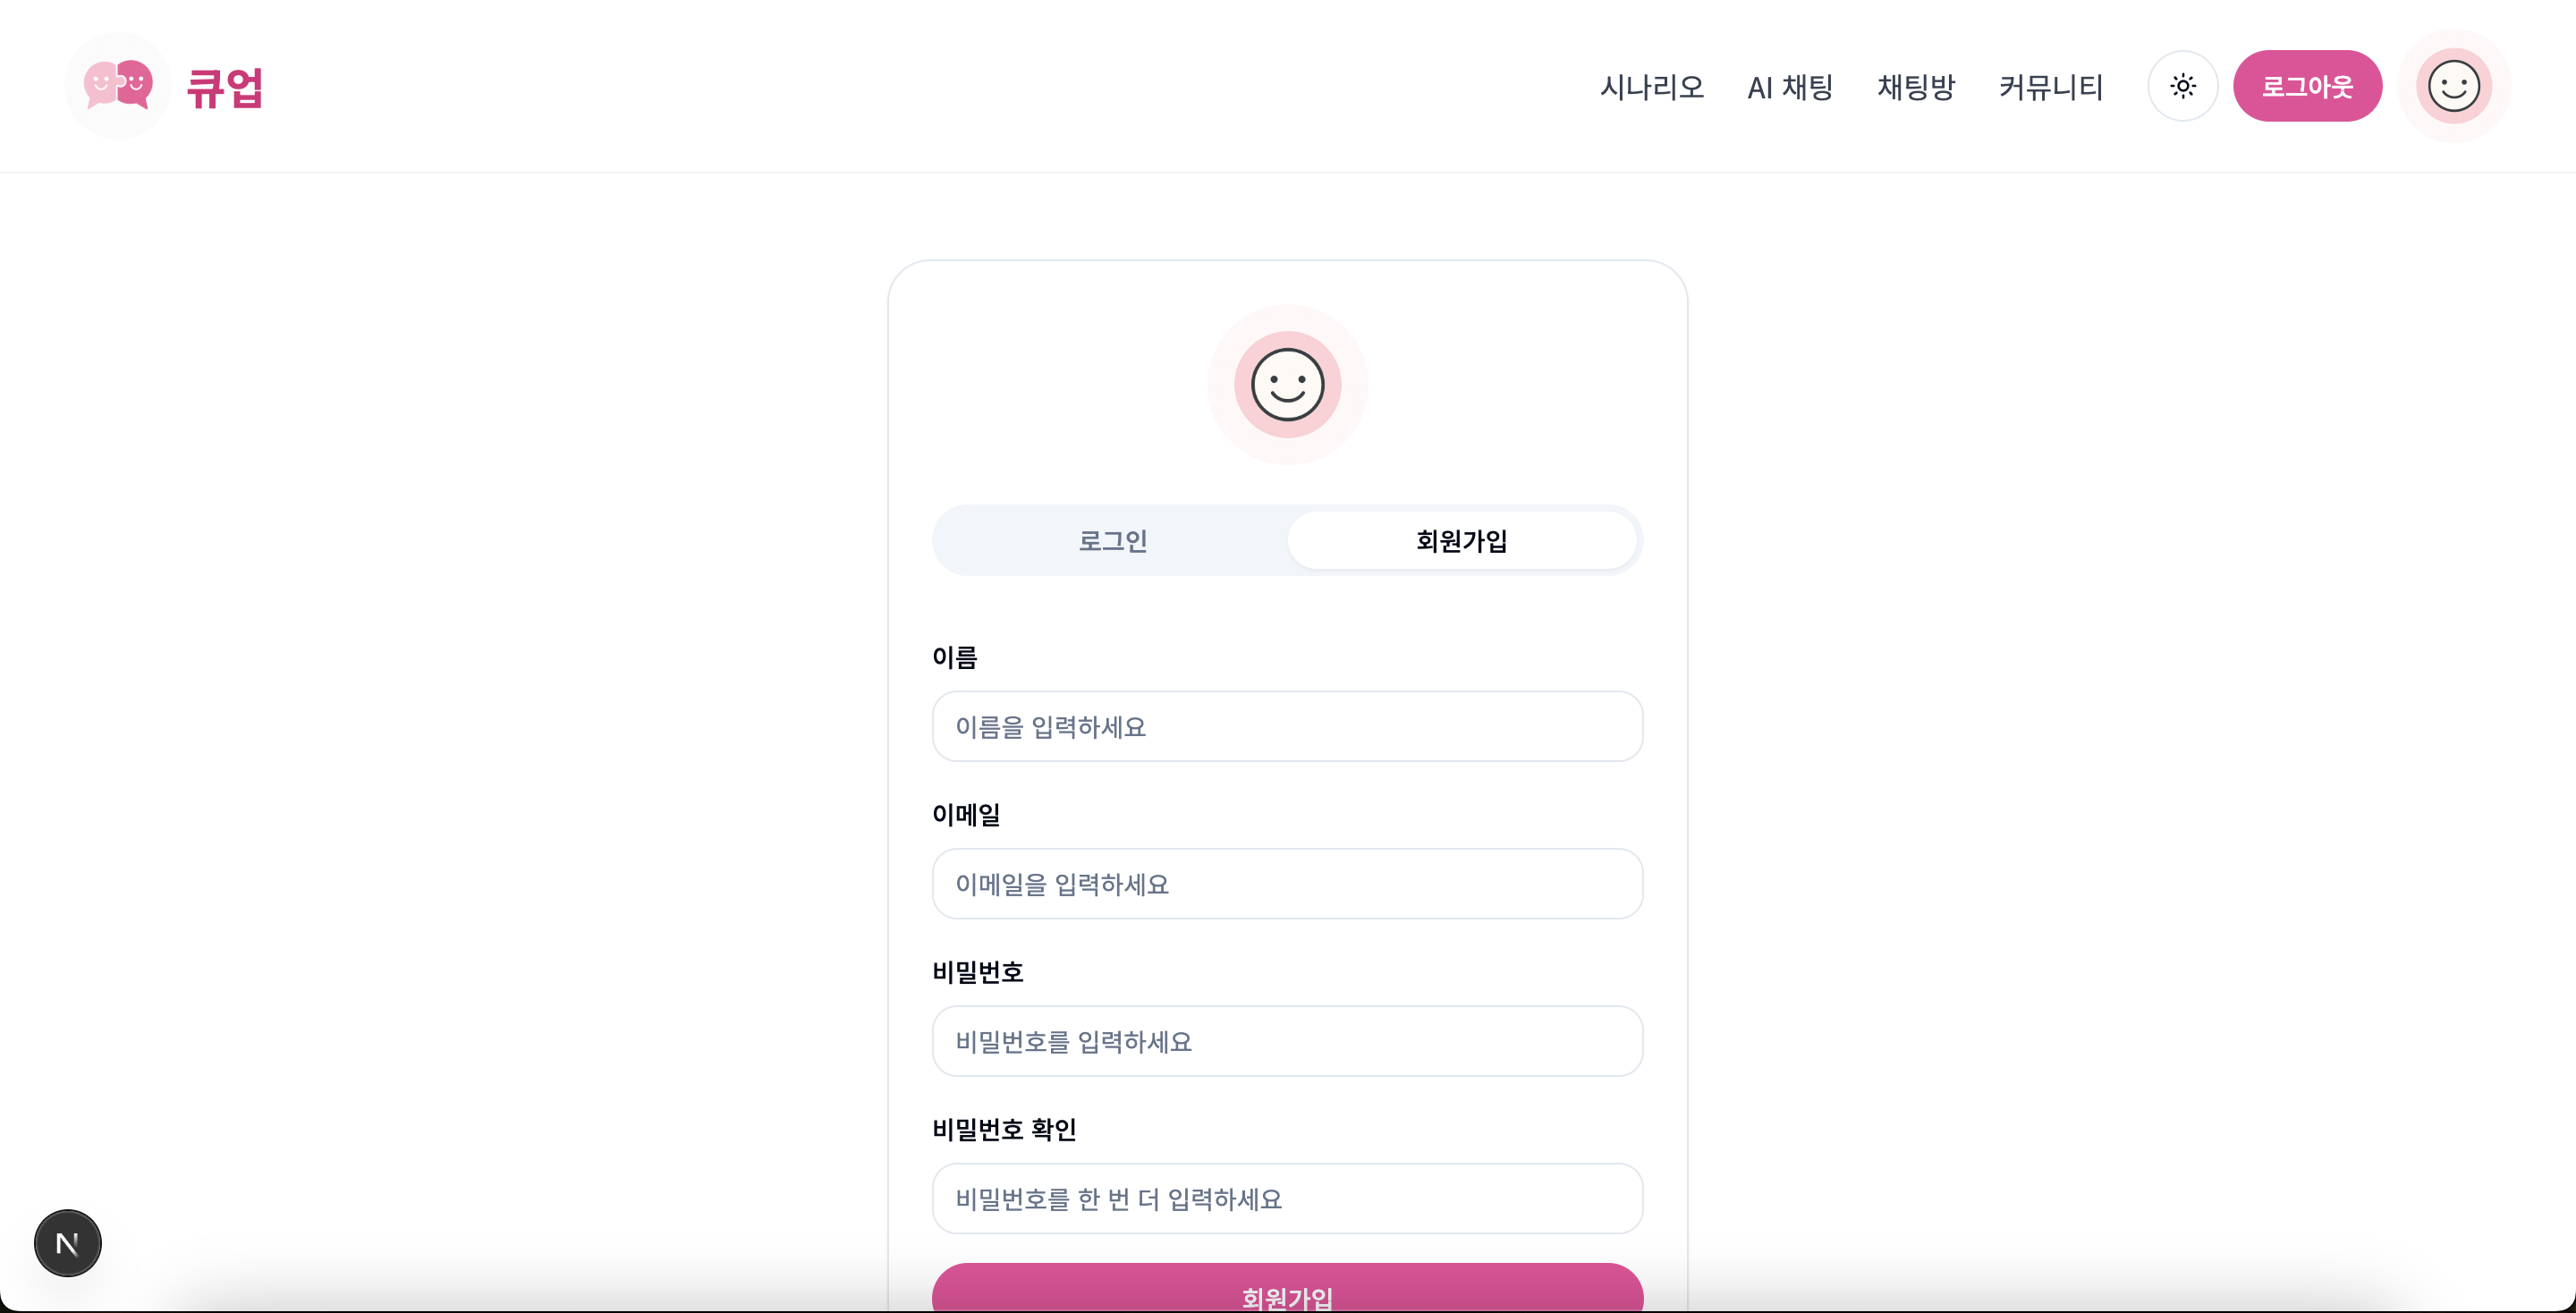 큐업
시나리오 AI 채팅 채팅방 커뮤니티 로그아웃
로그인 회원가입
이름
이름을 입력하세요
이메일
이메일을 입력하세요
비밀번호
비밀번호를 입력하세요
비밀번호 확인
비밀번호를 한 번 더 입력하세요
N
회원가입